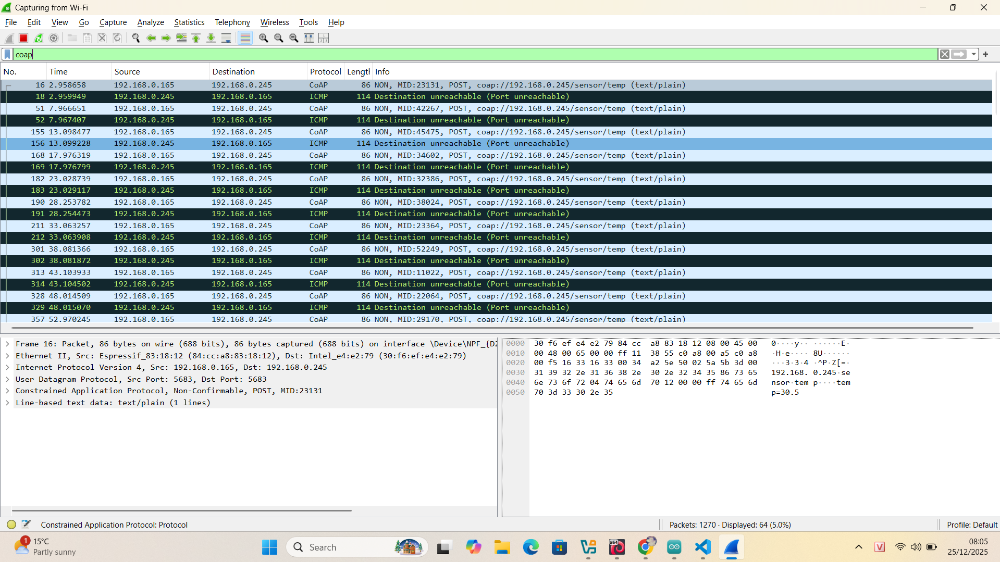 Capturing from Wi-Fi
File Edit View Go Capture Analyze Statistics Telephony Wireless Tools Help
coap
No. Time Source Destination Protocol Length Info
16 2.958658 192.168.0.165 192.168.0.245 CoAP 86 NON, MID:23131, POST, coap://192.168.0.245/sensor/temp (text/plain)
18 2.959949 192.168.0.245 192.168.0.165 ICMP 114 Destination unreachable (Port unreachable)
51 7.966651 192.168.0.165 192.168.0.245 CoAP 86 NON, MID:42267, POST, coap://192.168.0.245/sensor/temp (text/plain)
52 7.967407 192.168.0.245 192.168.0.165 ICMP 114 Destination unreachable (Port unreachable)
155 13.098477 192.168.0.165 192.168.0.245 CoAP 86 NON, MID:45475, POST, coap://192.168.0.245/sensor/temp (text/plain)
156 13.099228 192.168.0.245 192.168.0.165 ICMP 114 Destination unreachable (Port unreachable)
168 17.976319 192.168.0.165 192.168.0.245 CoAP 86 NON, MID:34602, POST, coap://192.168.0.245/sensor/temp (text/plain)
169 17.976799 192.168.0.245 192.168.0.165 ICMP 114 Destination unreachable (Port unreachable)
182 23.028739 192.168.0.165 192.168.0.245 CoAP 86 NON, MID:32386, POST, coap://192.168.0.245/sensor/temp (text/plain)
183 23.029117 192.168.0.245 192.168.0.165 ICMP 114 Destination unreachable (Port unreachable)
190 28.253782 192.168.0.165 192.168.0.245 CoAP 86 NON, MID:38024, POST, coap://192.168.0.245/sensor/temp (text/plain)
191 28.254473 192.168.0.245 192.168.0.165 ICMP 114 Destination unreachable (Port unreachable)
211 33.063257 192.168.0.165 192.168.0.245 CoAP 86 NON, MID:23364, POST, coap://192.168.0.245/sensor/temp (text/plain)
212 33.063908 192.168.0.245 192.168.0.165 ICMP 114 Destination unreachable (Port unreachable)
301 38.081366 192.168.0.165 192.168.0.245 CoAP 86 NON, MID:52249, POST, coap://192.168.0.245/sensor/temp (text/plain)
302 38.081872 192.168.0.245 192.168.0.165 ICMP 114 Destination unreachable (Port unreachable)
313 43.103933 192.168.0.165 192.168.0.245 CoAP 86 NON, MID:11022, POST, coap://192.168.0.245/sensor/temp (text/plain)
314 43.104502 192.168.0.245 192.168.0.165 ICMP 114 Destination unreachable (Port unreachable)
328 48.014509 192.168.0.165 192.168.0.245 CoAP 86 NON, MID:22064, POST, coap://192.168.0.245/sensor/temp (text/plain)
329 48.015070 192.168.0.245 192.168.0.165 ICMP 114 Destination unreachable (Port unreachable)
357 52.970245 192.168.0.165 192.168.0.245 CoAP 86 NON, MID:29170, POST, coap://192.168.0.245/sensor/temp (text/plain)
Frame 16: Packet, 86 bytes on wire (688 bits), 86 bytes captured (688 bits) on interface \Device\NPF_{D2
Ethernet II, Src: Espressif_83:18:12 (84:cc:a8:83:18:12), Dst: Intel_e4:e2:79 (30:f6:ef:e4:e2:79)
Internet Protocol Version 4, Src: 192.168.0.165, Dst: 192.168.0.245
User Datagram Protocol, Src Port: 5683, Dst Port: 5683
Constrained Application Protocol, Non-Confirmable, POST, MID:23131
Line-based text data: text/plain (1 lines)
0000 30 f6 ef e4 e2 79 84 cc a8 83 18 12 08 00 45 00 0····y·· ······E·
0010 00 48 00 65 00 00 ff 11 38 55 c0 a8 00 a5 c0 a8 ·H·e···· 8U······
0020 00 f5 16 33 16 33 00 34 a2 5e 50 02 5a 5b 3d 00 ···3·3·4 ·^P·Z[=·
0030 31 39 32 2e 31 36 38 2e 30 2e 32 34 35 86 73 65 192.168. 0.245·se
0040 6e 73 6f 72 04 74 65 6d 70 12 00 00 ff 74 65 6d nsor·tem p····tem
0050 70 3d 33 30 2e 35 p=30.5
Constrained Application Protocol: Protocol
Packets: 1270 · Displayed: 64 (5.0%)
Profile: Default
1
15°C
Partly sunny
Search
x64
V
08:05
25/12/2025